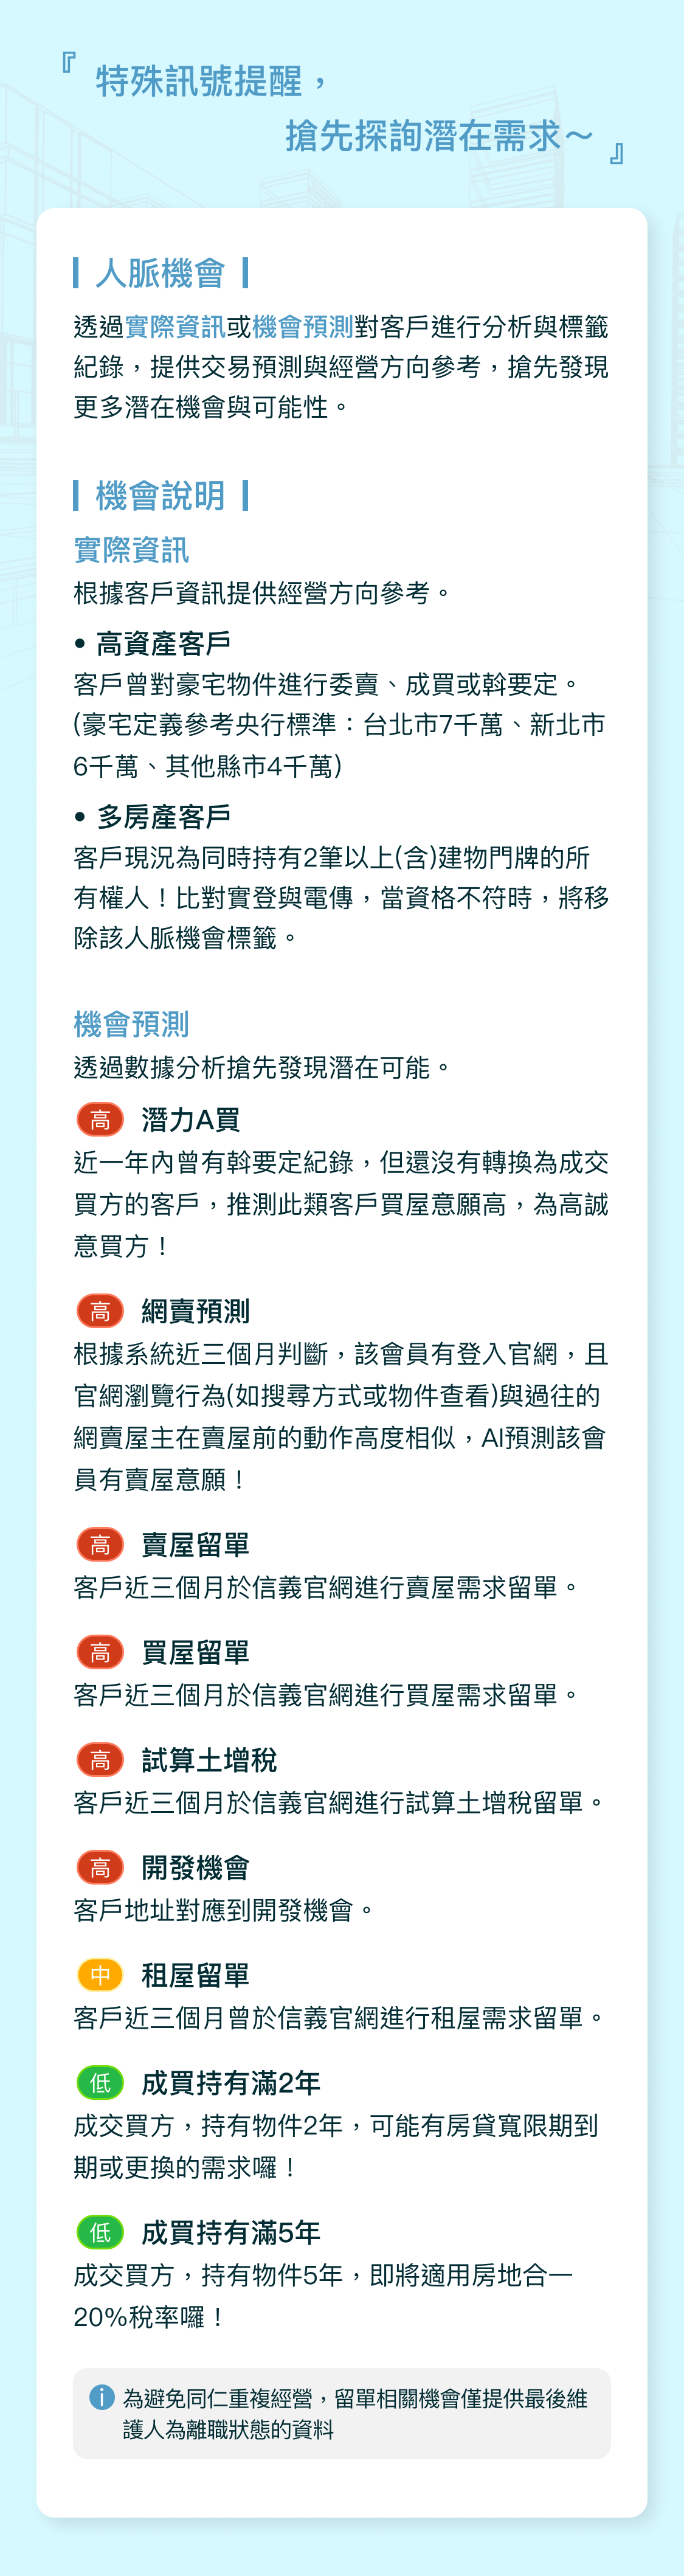 『 特殊訊號提醒，
搶先探詢潛在需求～ 』
人脈機會
透過實際資訊或機會預測對客戶進行分析與標籤
紀錄，提供交易預測與經營方向參考，搶先發現
更多潛在機會與可能性。
機會說明
實際資訊
根據客戶資訊提供經營方向參考。
• 高資產客戶
客戶曾對豪宅物件進行委賣、成買或斡要定。
(豪宅定義參考央行標準：台北市7千萬、新北市
6千萬、其他縣市4千萬)
• 多房產客戶
客戶現況為同時持有2筆以上(含)建物門牌的所
有權人！比對實登與電傳，當資格不符時，將移
除該人脈機會標籤。
機會預測
透過數據分析搶先發現潛在可能。
高 潛力A買
近一年內曾有斡要定紀錄，但還沒有轉換為成交
買方的客戶，推測此類客戶買屋意願高，為高誠
意買方！
高 網賣預測
根據系統近三個月判斷，該會員有登入官網，且
官網瀏覽行為(如搜尋方式或物件查看)與過往的
網賣屋主在賣屋前的動作高度相似，AI預測該會
員有賣屋意願！
高 賣屋留單
客戶近三個月於信義官網進行賣屋需求留單。
高 買屋留單
客戶近三個月於信義官網進行買屋需求留單。
高 試算土增稅
客戶近三個月於信義官網進行試算土增稅留單。
高 開發機會
客戶地址對應到開發機會。
中 租屋留單
客戶近三個月曾於信義官網進行租屋需求留單。
低 成買持有滿2年
成交買方，持有物件2年，可能有房貸寬限期到
期或更換的需求囉！
低 成買持有滿5年
成交買方，持有物件5年，即將適用房地合一
20%稅率囉！
i 為避免同仁重複經營，留單相關機會僅提供最後維
護人為離職狀態的資料